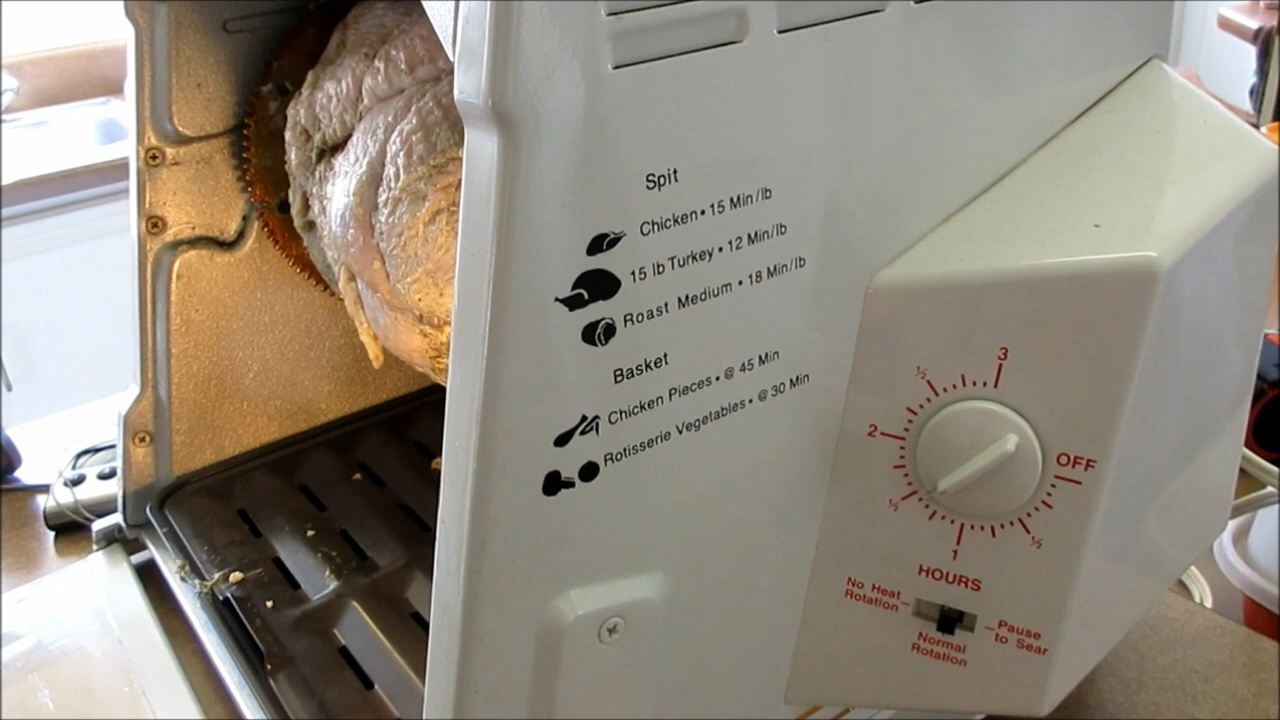 Spit
Chicken • 15 Min/lb
15 lb Turkey • 12 Min/lb
Roast Medium • 18 Min/lb
Basket
Chicken Pieces • @ 45 Min
Rotisserie Vegetables • @ 30 Min
3
½
2
OFF
½
½
1
HOURS
No Heat
Rotation
Pause
to Sear
Normal
Rotation